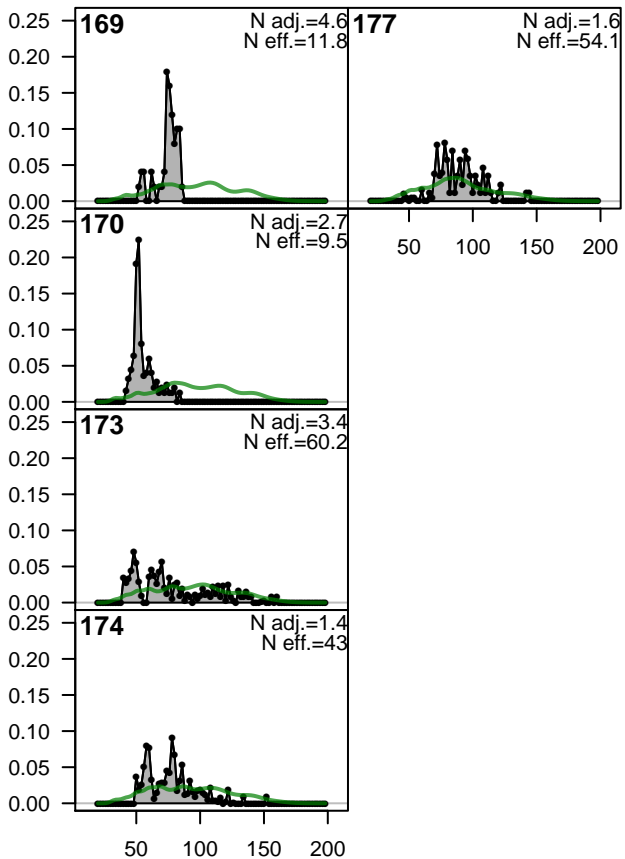 169
N adj.=4.6
N eff.=11.8
0.25
0.20
0.15
0.10
0.05
0.00
177
N adj.=1.6
N eff.=54.1
50 100 150 200
170
N adj.=2.7
N eff.=9.5
0.25
0.20
0.15
0.10
0.05
0.00
173
N adj.=3.4
N eff.=60.2
0.25
0.20
0.15
0.10
0.05
0.00
174
N adj.=1.4
N eff.=43
0.25
0.20
0.15
0.10
0.05
0.00
50 100 150 200